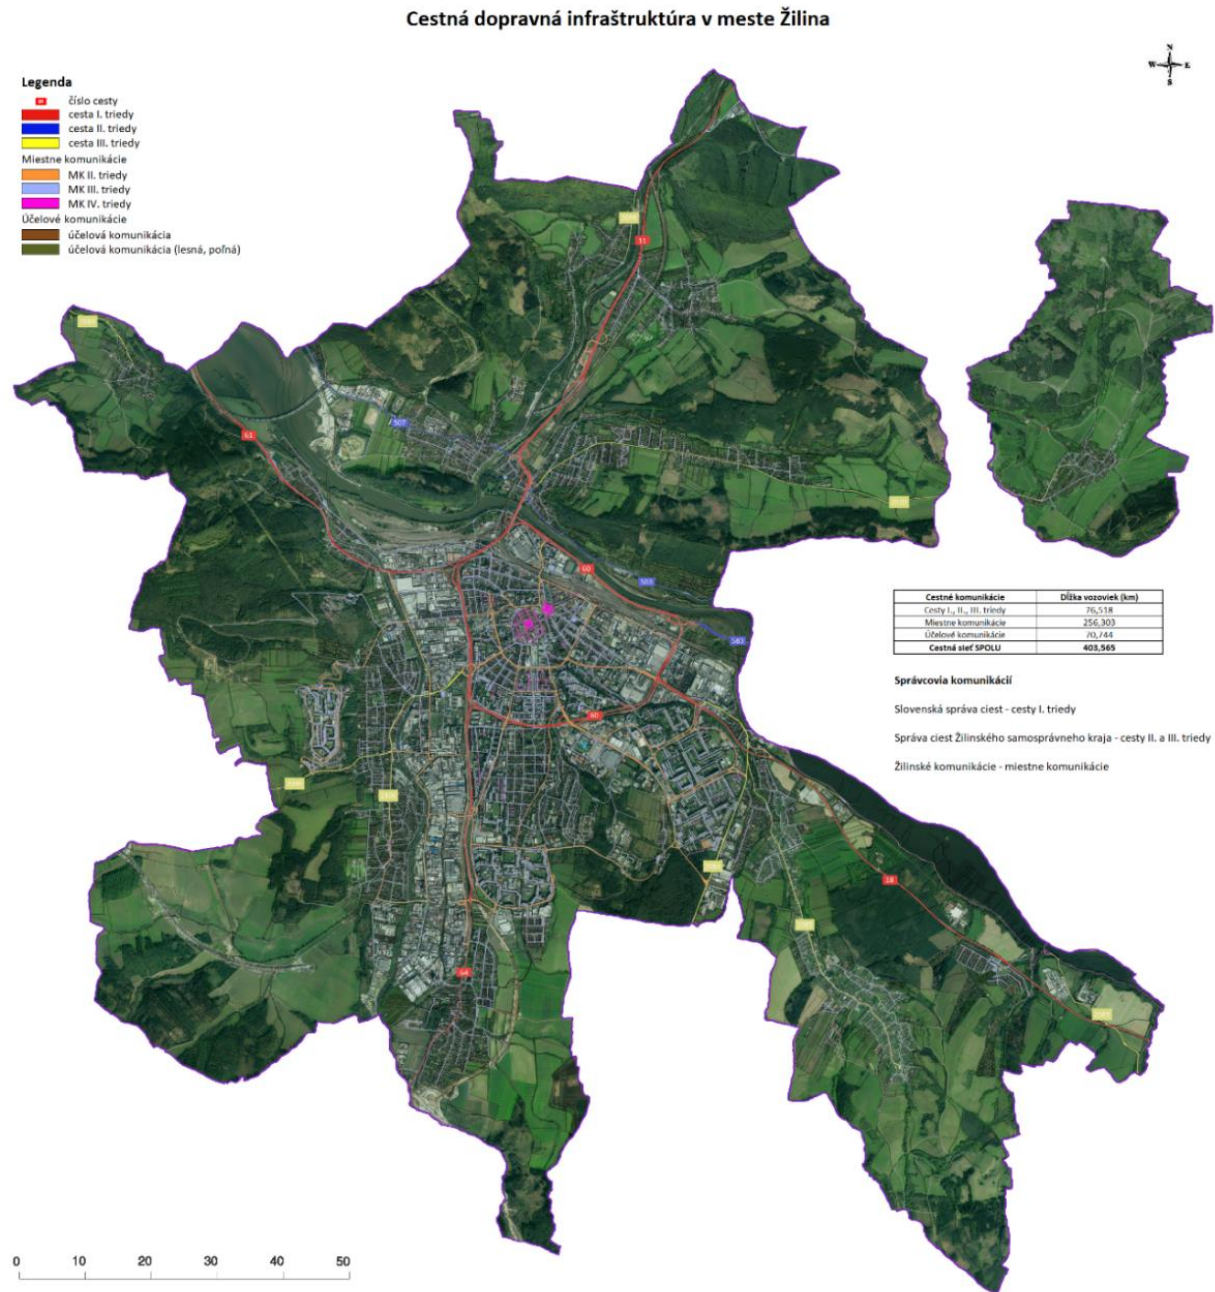 Cestná dopravná infraštruktúra v meste Žilina
N
W E
S
Legenda
číslo cesty
cesta I. triedy
cesta II. triedy
cesta III. triedy
Miestne komunikácie
MK II. triedy
MK III. triedy
MK IV. triedy
Účelové komunikácie
účelová komunikácia
účelová komunikácia (lesná, poľná)
11
61
507
60
583
583
60
18
64
Cestné komunikácie Dĺžka vozoviek (km)
Cesty I., II., III. triedy 76,518
Miestne komunikácie 256,303
Účelové komunikácie 70,744
Cestná sieť SPOLU 403,565
Správcovia komunikácií
Slovenská správa ciest - cesty I. triedy
Správa ciest Žilinského samosprávneho kraja - cesty II. a III. triedy
Žilinské komunikácie - miestne komunikácie
0 10 20 30 40 50